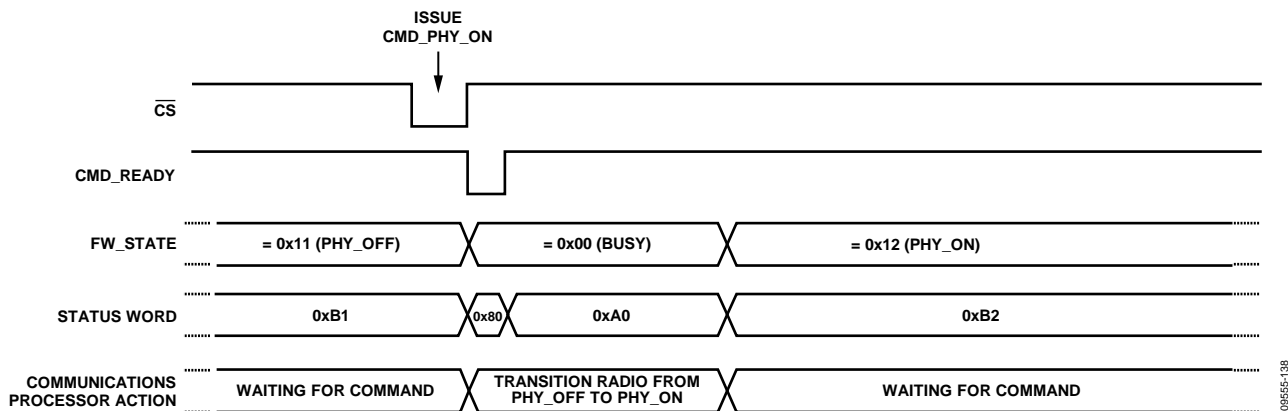 ISSUE
CMD_PHY_ON
CS
CMD_READY
FW_STATE
= 0x11 (PHY_OFF)
= 0x00 (BUSY)
= 0x12 (PHY_ON)
STATUS WORD
0xB1
0x80
0xA0
0xB2
COMMUNICATIONS
PROCESSOR ACTION
WAITING FOR COMMAND
TRANSITION RADIO FROM
PHY_OFF TO PHY_ON
WAITING FOR COMMAND
09555-138